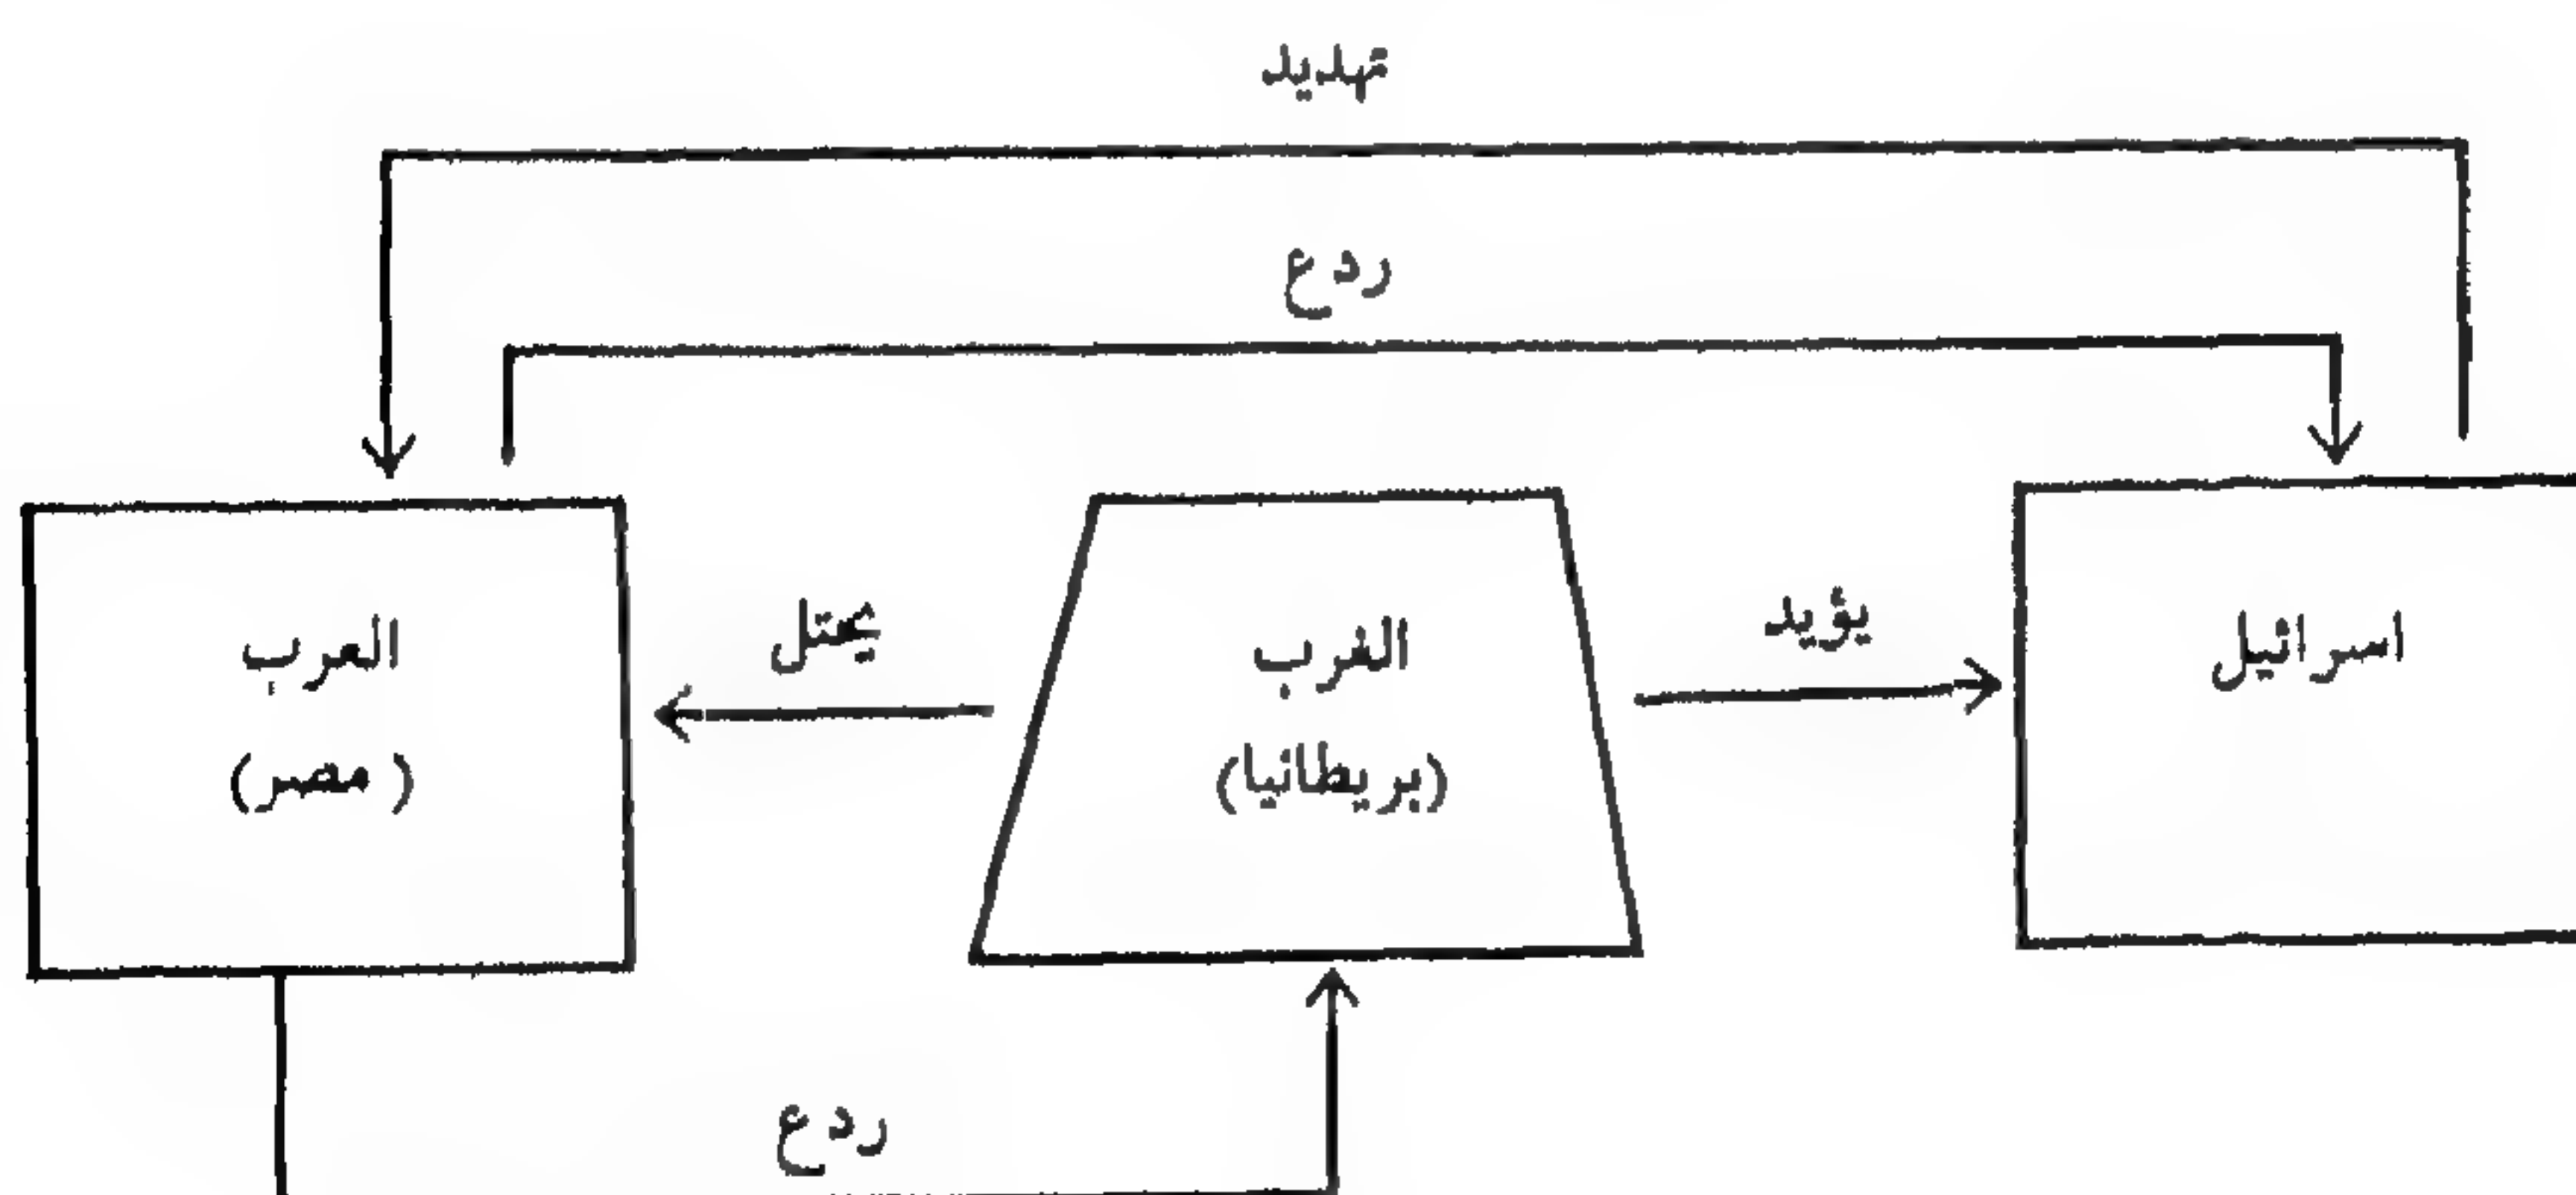 تهديد
ردع
اسرائيل
يؤيد
الغرب
(بريطانيا)
يحتل
العرب
(مصر)
ردع